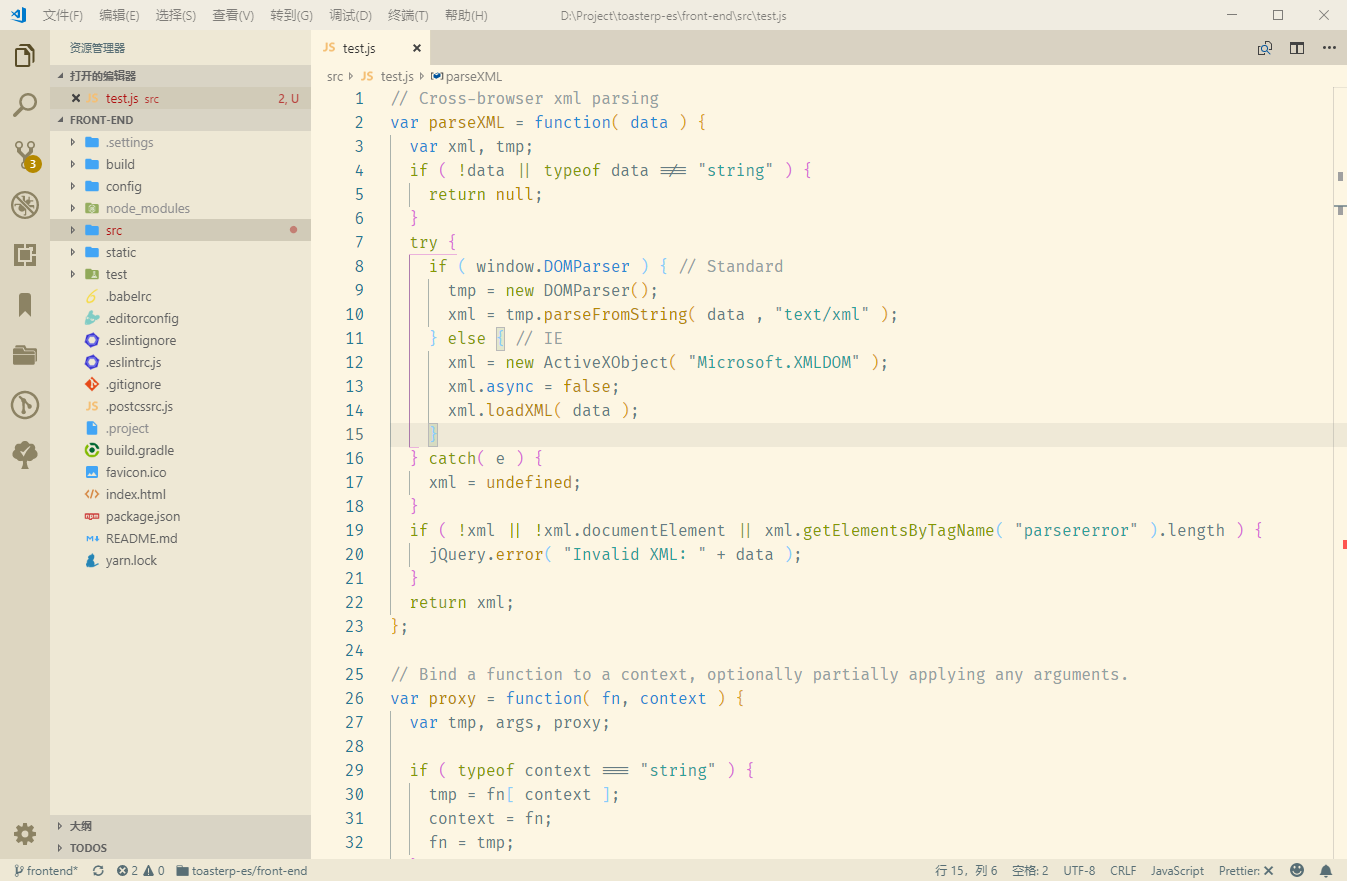 文件(F) 编辑(E) 选择(S) 查看(V) 转到(G) 调试(D) 终端(T) 帮助(H) D:\Project\toasterp-es\front-end\src\test.js
资源管理器
打开的编辑器
JS test.js src 2, U
FRONT-END
.settings
build
config
node_modules
src
static
test
.babelrc
.editorconfig
.eslintignore
.eslintrc.js
.gitignore
JS .postcssrc.js
.project
build.gradle
favicon.ico
index.html
npm package.json
README.md
yarn.lock
大纲
TODOS
3
JS test.js
src JS test.js parseXML
1 // Cross-browser xml parsing
2 var parseXML = function( data ) {
3 var xml, tmp;
4 if ( !data || typeof data !== "string" ) {
5 return null;
6 }
7 try {
8 if ( window.DOMParser ) { // Standard
9 tmp = new DOMParser();
10 xml = tmp.parseFromString( data , "text/xml" );
11 } else { // IE
12 xml = new ActiveXObject( "Microsoft.XMLDOM" );
13 xml.async = false;
14 xml.loadXML( data );
15 }
16 } catch( e ) {
17 xml = undefined;
18 }
19 if ( !xml || !xml.documentElement || xml.getElementsByTagName( "parsererror" ).length ) {
20 jQuery.error( "Invalid XML: " + data );
21 }
22 return xml;
23 };
24
25 // Bind a function to a context, optionally partially applying any arguments.
26 var proxy = function( fn, context ) {
27 var tmp, args, proxy;
28
29 if ( typeof context === "string" ) {
30 tmp = fn[ context ];
31 context = fn;
32 fn = tmp;
frontend* 2 0 toasterp-es/front-end 行 15, 列 6 空格: 2 UTF-8 CRLF JavaScript Prettier: ✕